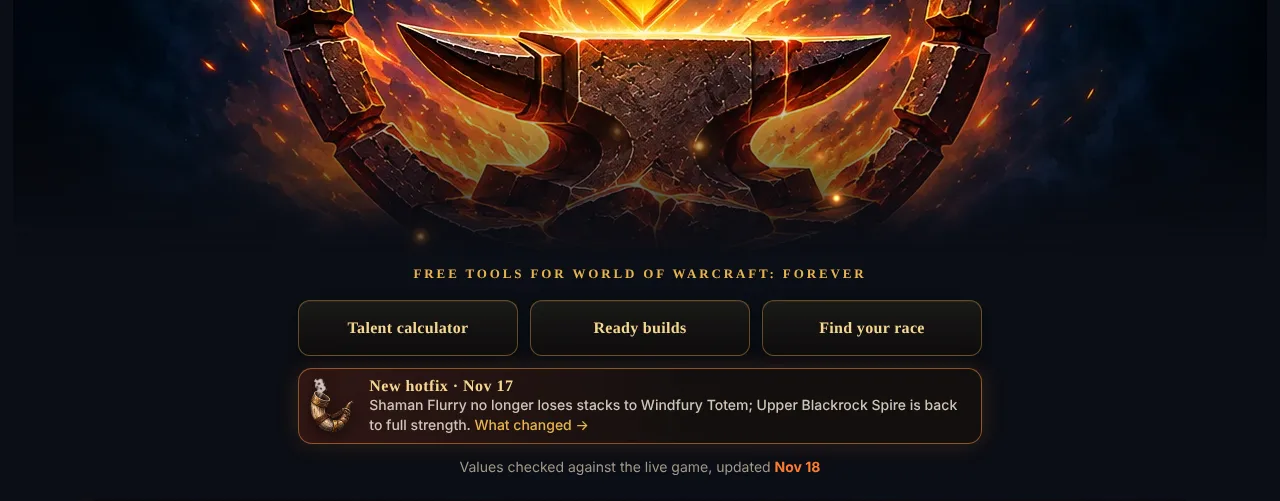 FREE TOOLS FOR WORLD OF WARCRAFT: FOREVER
Talent calculator
Ready builds
Find your race
New hotfix · Nov 17
Shaman Flurry no longer loses stacks to Windfury Totem; Upper Blackrock Spire is back
to full strength. What changed →
Values checked against the live game, updated Nov 18